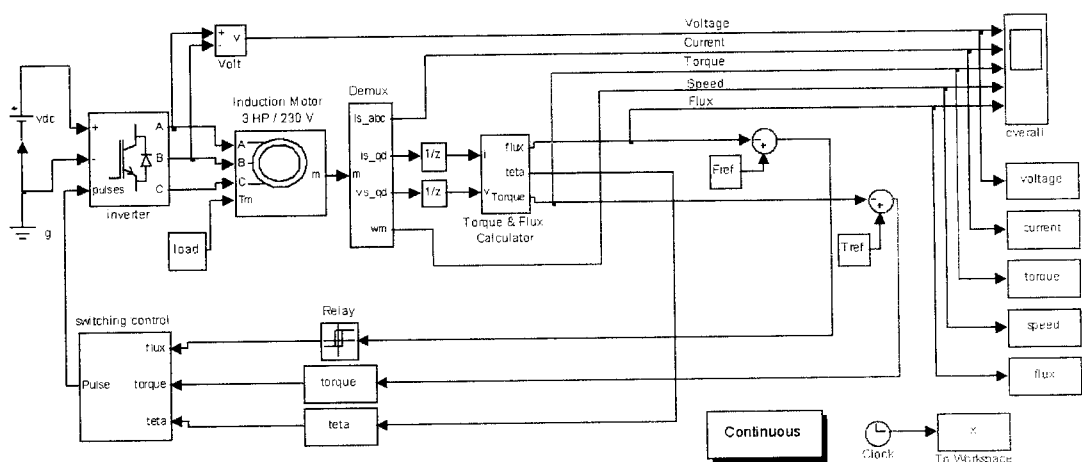 Voltage
Current
Torque
Speed
Flux
+
-
v
Volt
overall
vdc
+
-
pulses
A
B
C
inverter
g
Induction Motor
3 HP / 230 V
A
B
C
Tm
m
load
Demux
m
is_abc
is_qd
vs_qd
wm
1/z
1/z
i
v
flux
teta
Torque
Torque & Flux
Calculator
Fref
Tref
voltage
current
torque
speed
flux
switching control
flux
Pulse
torque
teta
Relay
torque
teta
Continuous
Clock
x
To Workspace